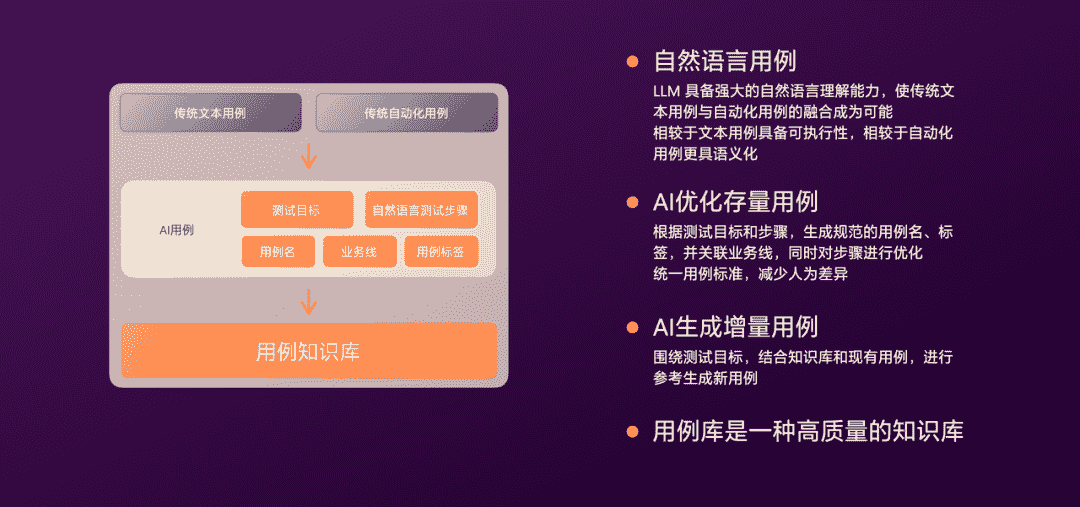 传统文本用例
传统自动化用例
AI用例
测试目标
自然语言测试步骤
用例名
业务线
用例标签
用例知识库
自然语言用例
LLM 具备强大的自然语言理解能力，使传统文
本用例与自动化用例的融合成为可能
相较于文本用例具备可执行性，相较于自动化
用例更具语义化
AI优化存量用例
根据测试目标和步骤，生成规范的用例名、标
签，并关联业务线，同时对步骤进行优化
统一用例标准，减少人为差异
AI生成增量用例
围绕测试目标，结合知识库和现有用例，进行
参考生成新用例
用例库是一种高质量的知识库